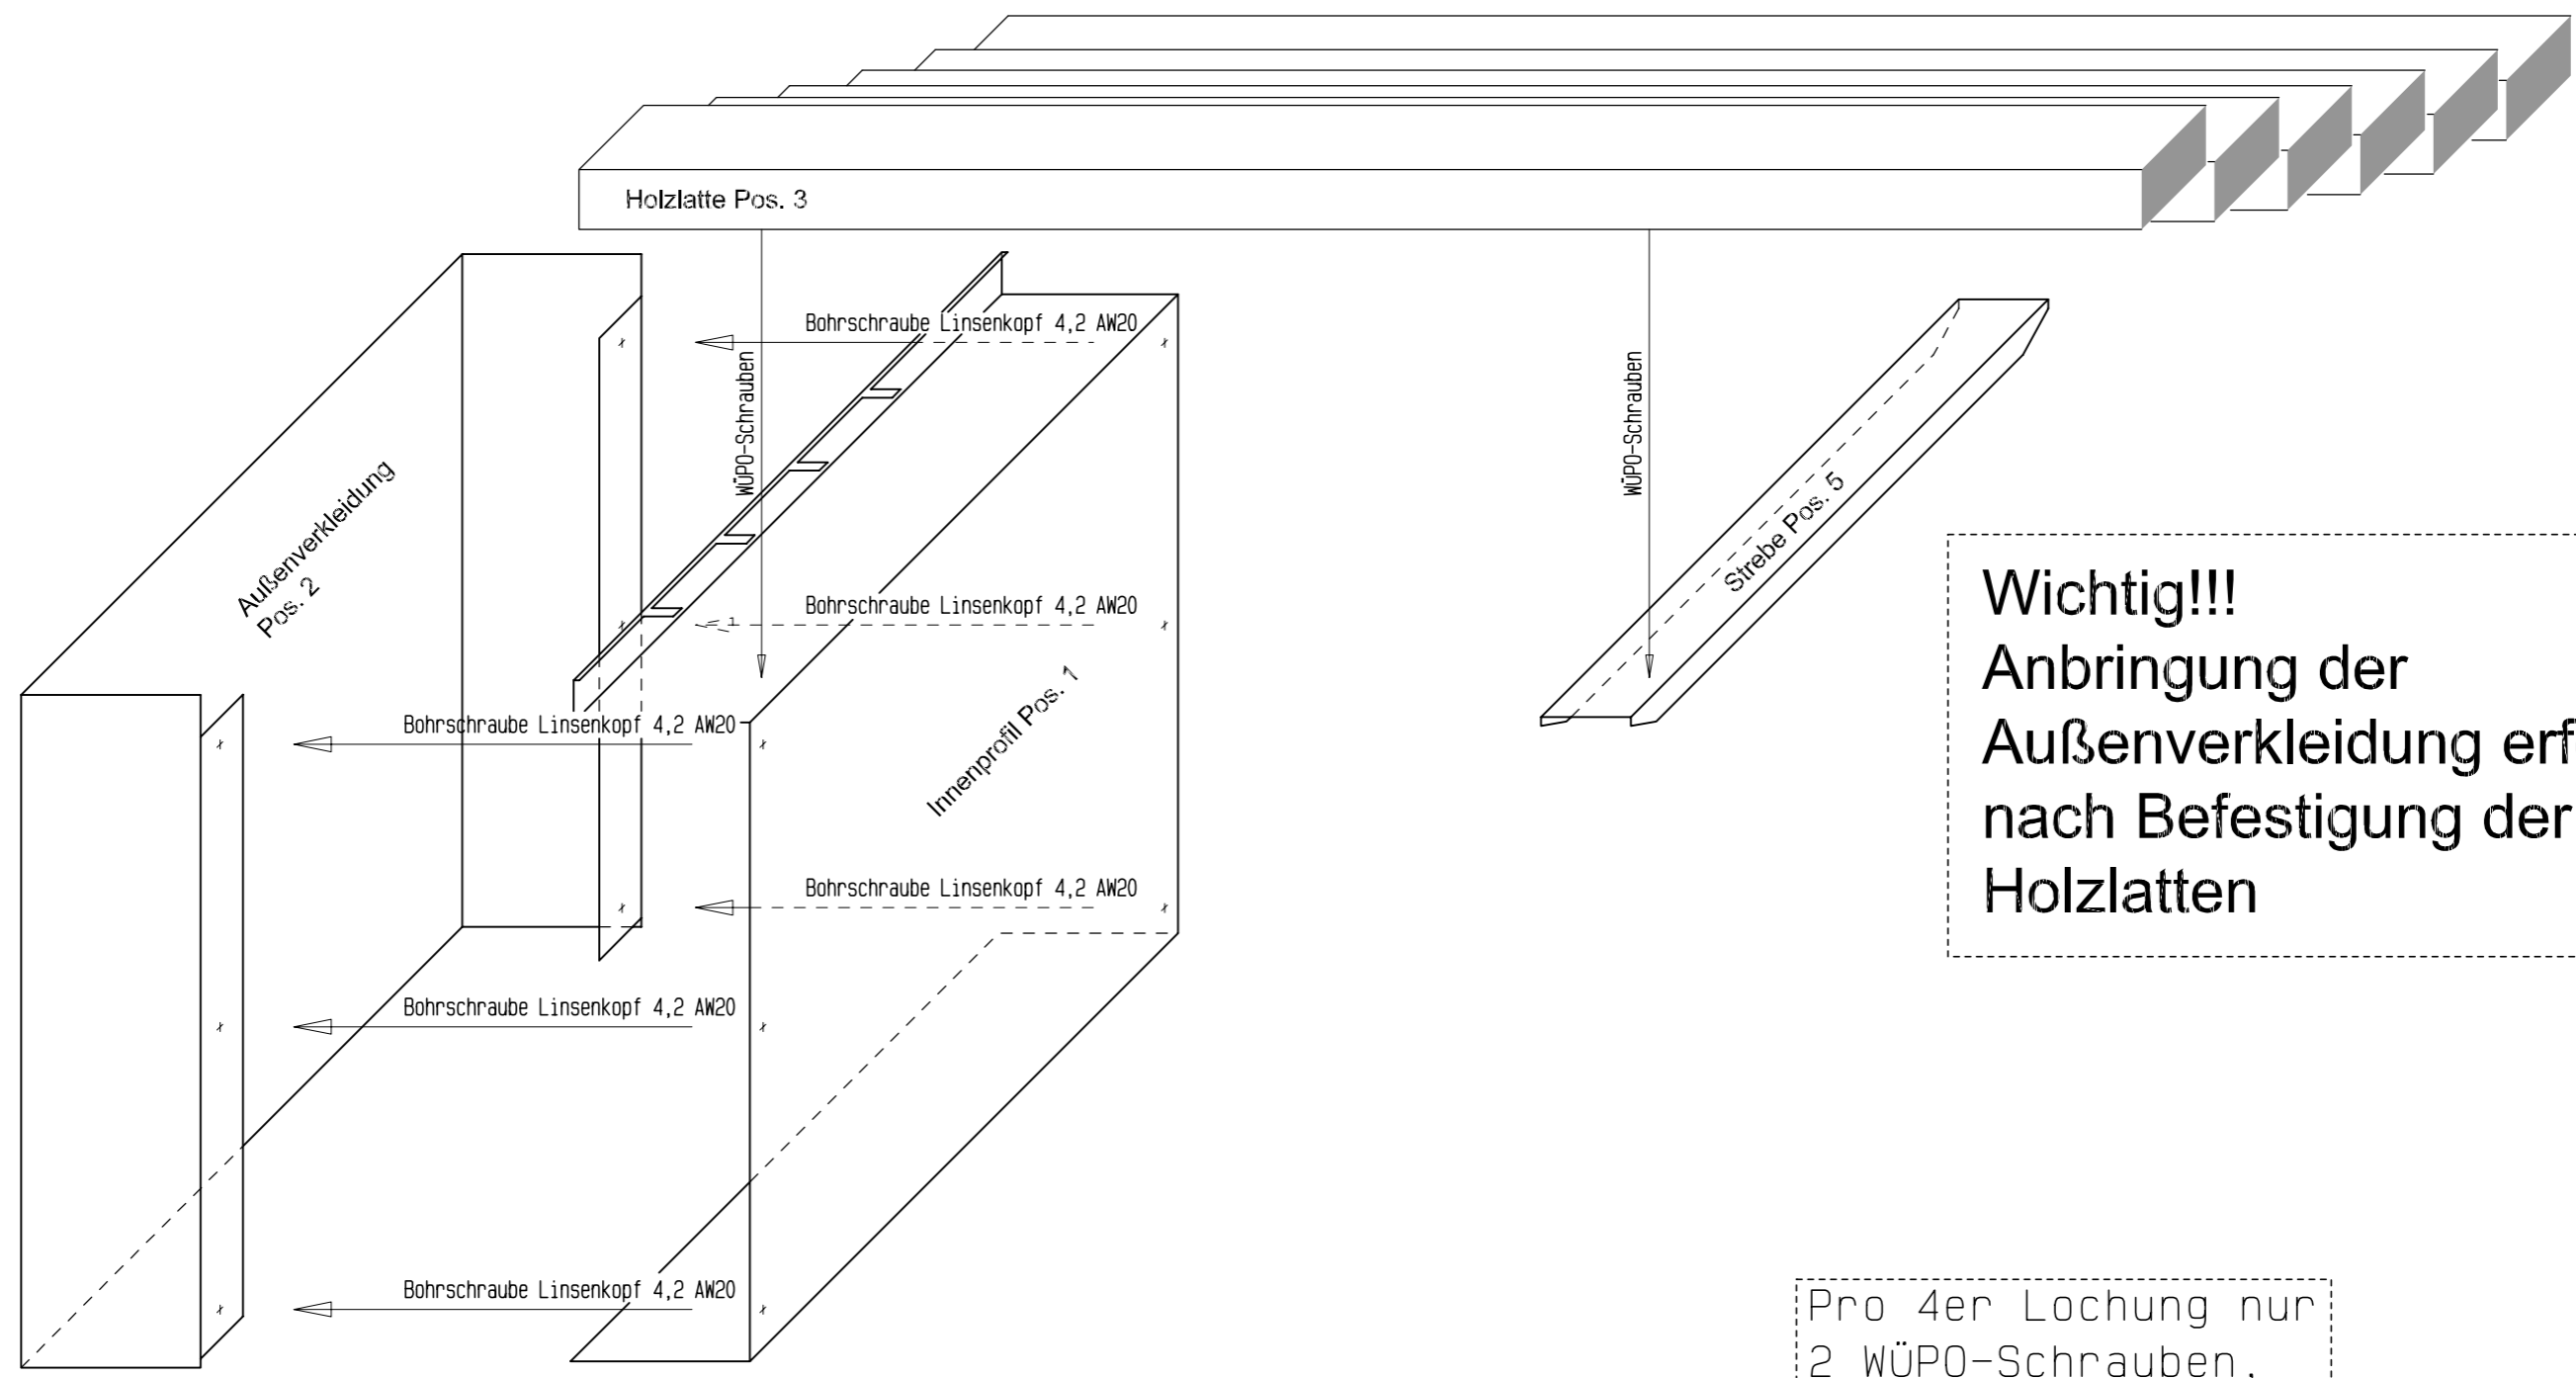 Holzlatte Pos. 3
Bohrschraube Linsenkopf 4,2 AW20
WÜPO-Schrauben
WÜPO-Schrauben
Außenverkleidung
Pos. 2
Strebe Pos. 5
Bohrschraube Linsenkopf 4,2 AW20
Innenprofil Pos. 1
Bohrschraube Linsenkopf 4,2 AW20
Bohrschraube Linsenkopf 4,2 AW20
Bohrschraube Linsenkopf 4,2 AW20
Bohrschraube Linsenkopf 4,2 AW20
Wichtig!!!
Anbringung der
Außenverkleidung erf
nach Befestigung der
Holzlatten
Pro 4er Lochung nur
2 WÜPO-Schrauben,